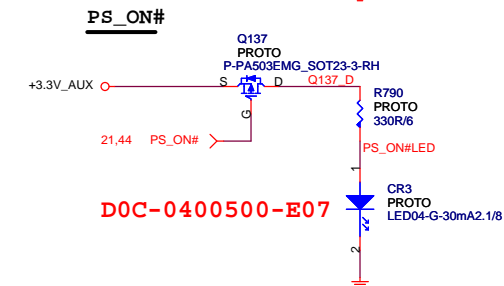 PS_ON#
Q137
PROTO
P-PA503EMG_SOT23-3-RH
+3.3V_AUX
S
D
Q137_D
G
R790
PROTO
330R/6
21,44 PS_ON#
PS_ON#LED
1
D0C-0400500-E07
CR3
PROTO
LED04-G-30mA2.1/8
2